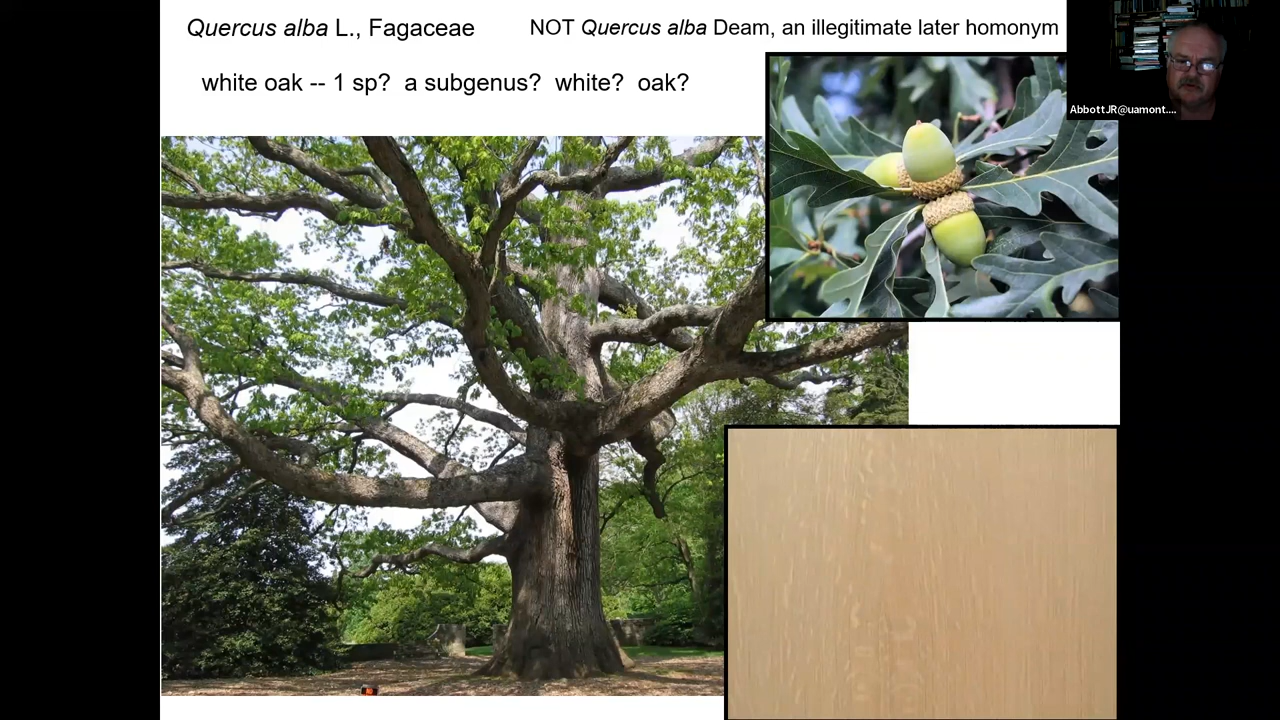 Quercus alba L., Fagaceae
NOT Quercus alba Deam, an illegitimate later homonym
white oak -- 1 sp? a subgenus? white? oak?
AbbottJR@uamont....